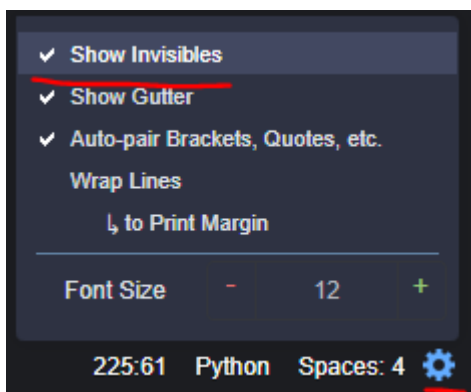 Show Invisibles
Show Gutter
Auto-pair Brackets, Quotes, etc.
Wrap Lines
↳ to Print Margin
Font Size - 12 +
225:61 Python Spaces: 4